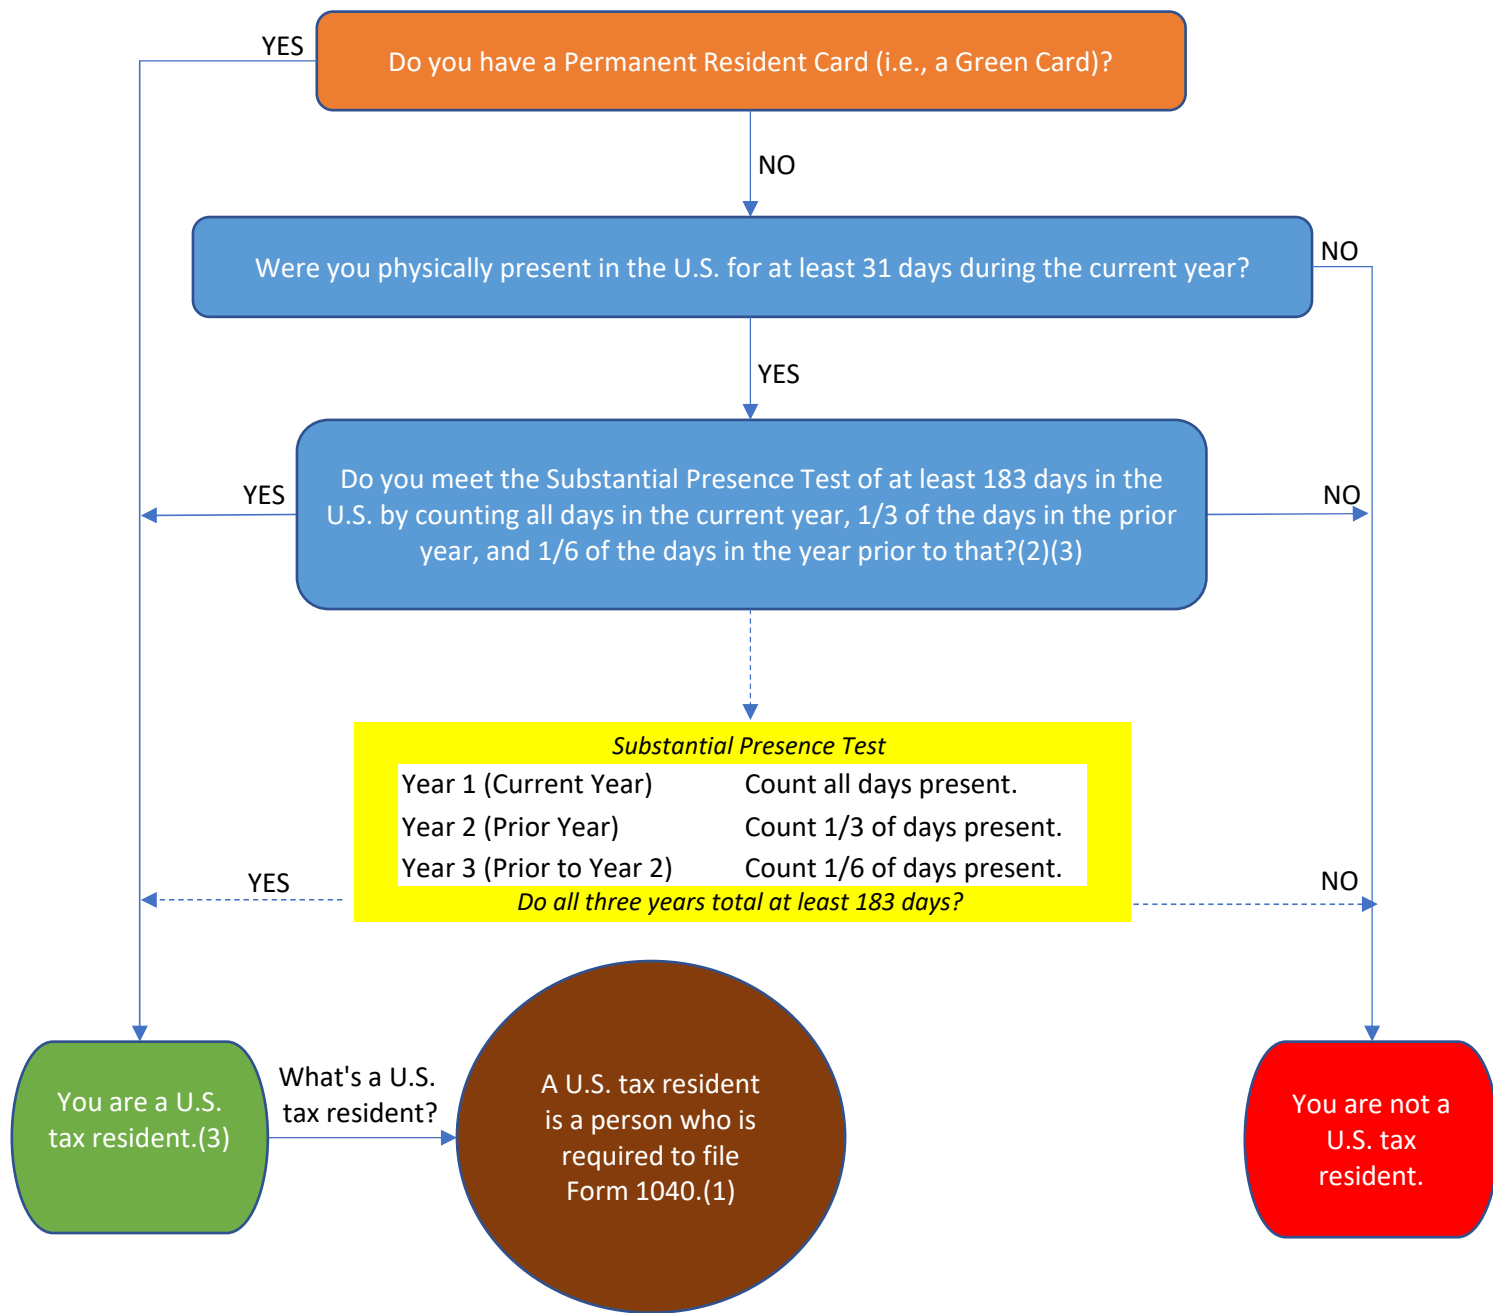 YES
Do you have a Permanent Resident Card (i.e., a Green Card)?
NO
Were you physically present in the U.S. for at least 31 days during the current year?
NO
YES
Do you meet the Substantial Presence Test of at least 183 days in the
U.S. by counting all days in the current year, 1/3 of the days in the prior
year, and 1/6 of the days in the year prior to that?(2)(3)
YES
NO
Substantial Presence Test
Year 1 (Current Year) Count all days present.
Year 2 (Prior Year) Count 1/3 of days present.
Year 3 (Prior to Year 2) Count 1/6 of days present.
Do all three years total at least 183 days?
YES
NO
You are a U.S.
tax resident.(3)
What's a U.S.
tax resident?
A U.S. tax resident
is a person who is
required to file
Form 1040.(1)
You are not a
U.S. tax
resident.